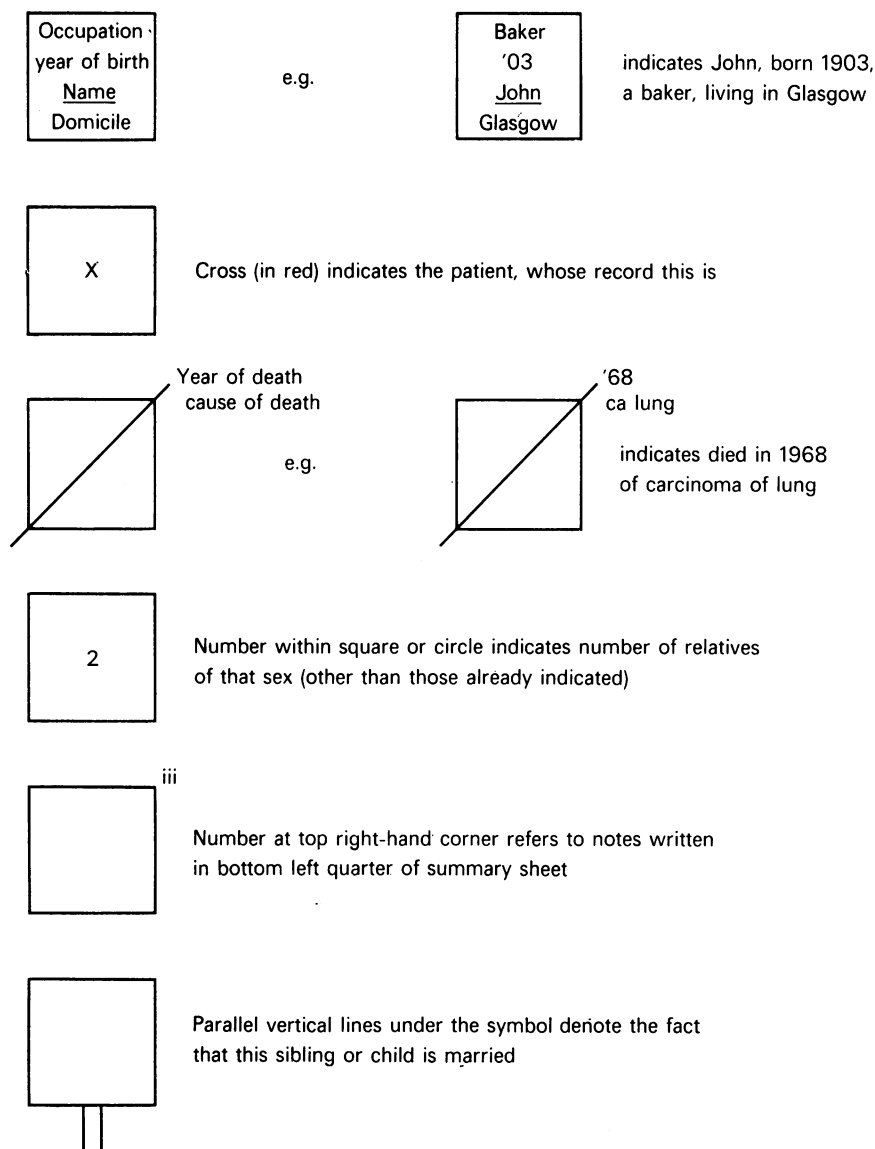 Occupation
year of birth
Name
Domicile
e.g.
Baker
'03
John
Glasgow
indicates John, born 1903,
a baker, living in Glasgow
X
Cross (in red) indicates the patient, whose record this is
Year of death
cause of death
e.g.
'68
ca lung
indicates died in 1968
of carcinoma of lung
2
Number within square or circle indicates number of relatives
of that sex (other than those already indicated)
iii
Number at top right-hand corner refers to notes written
in bottom left quarter of summary sheet
Parallel vertical lines under the symbol denote the fact
that this sibling or child is married